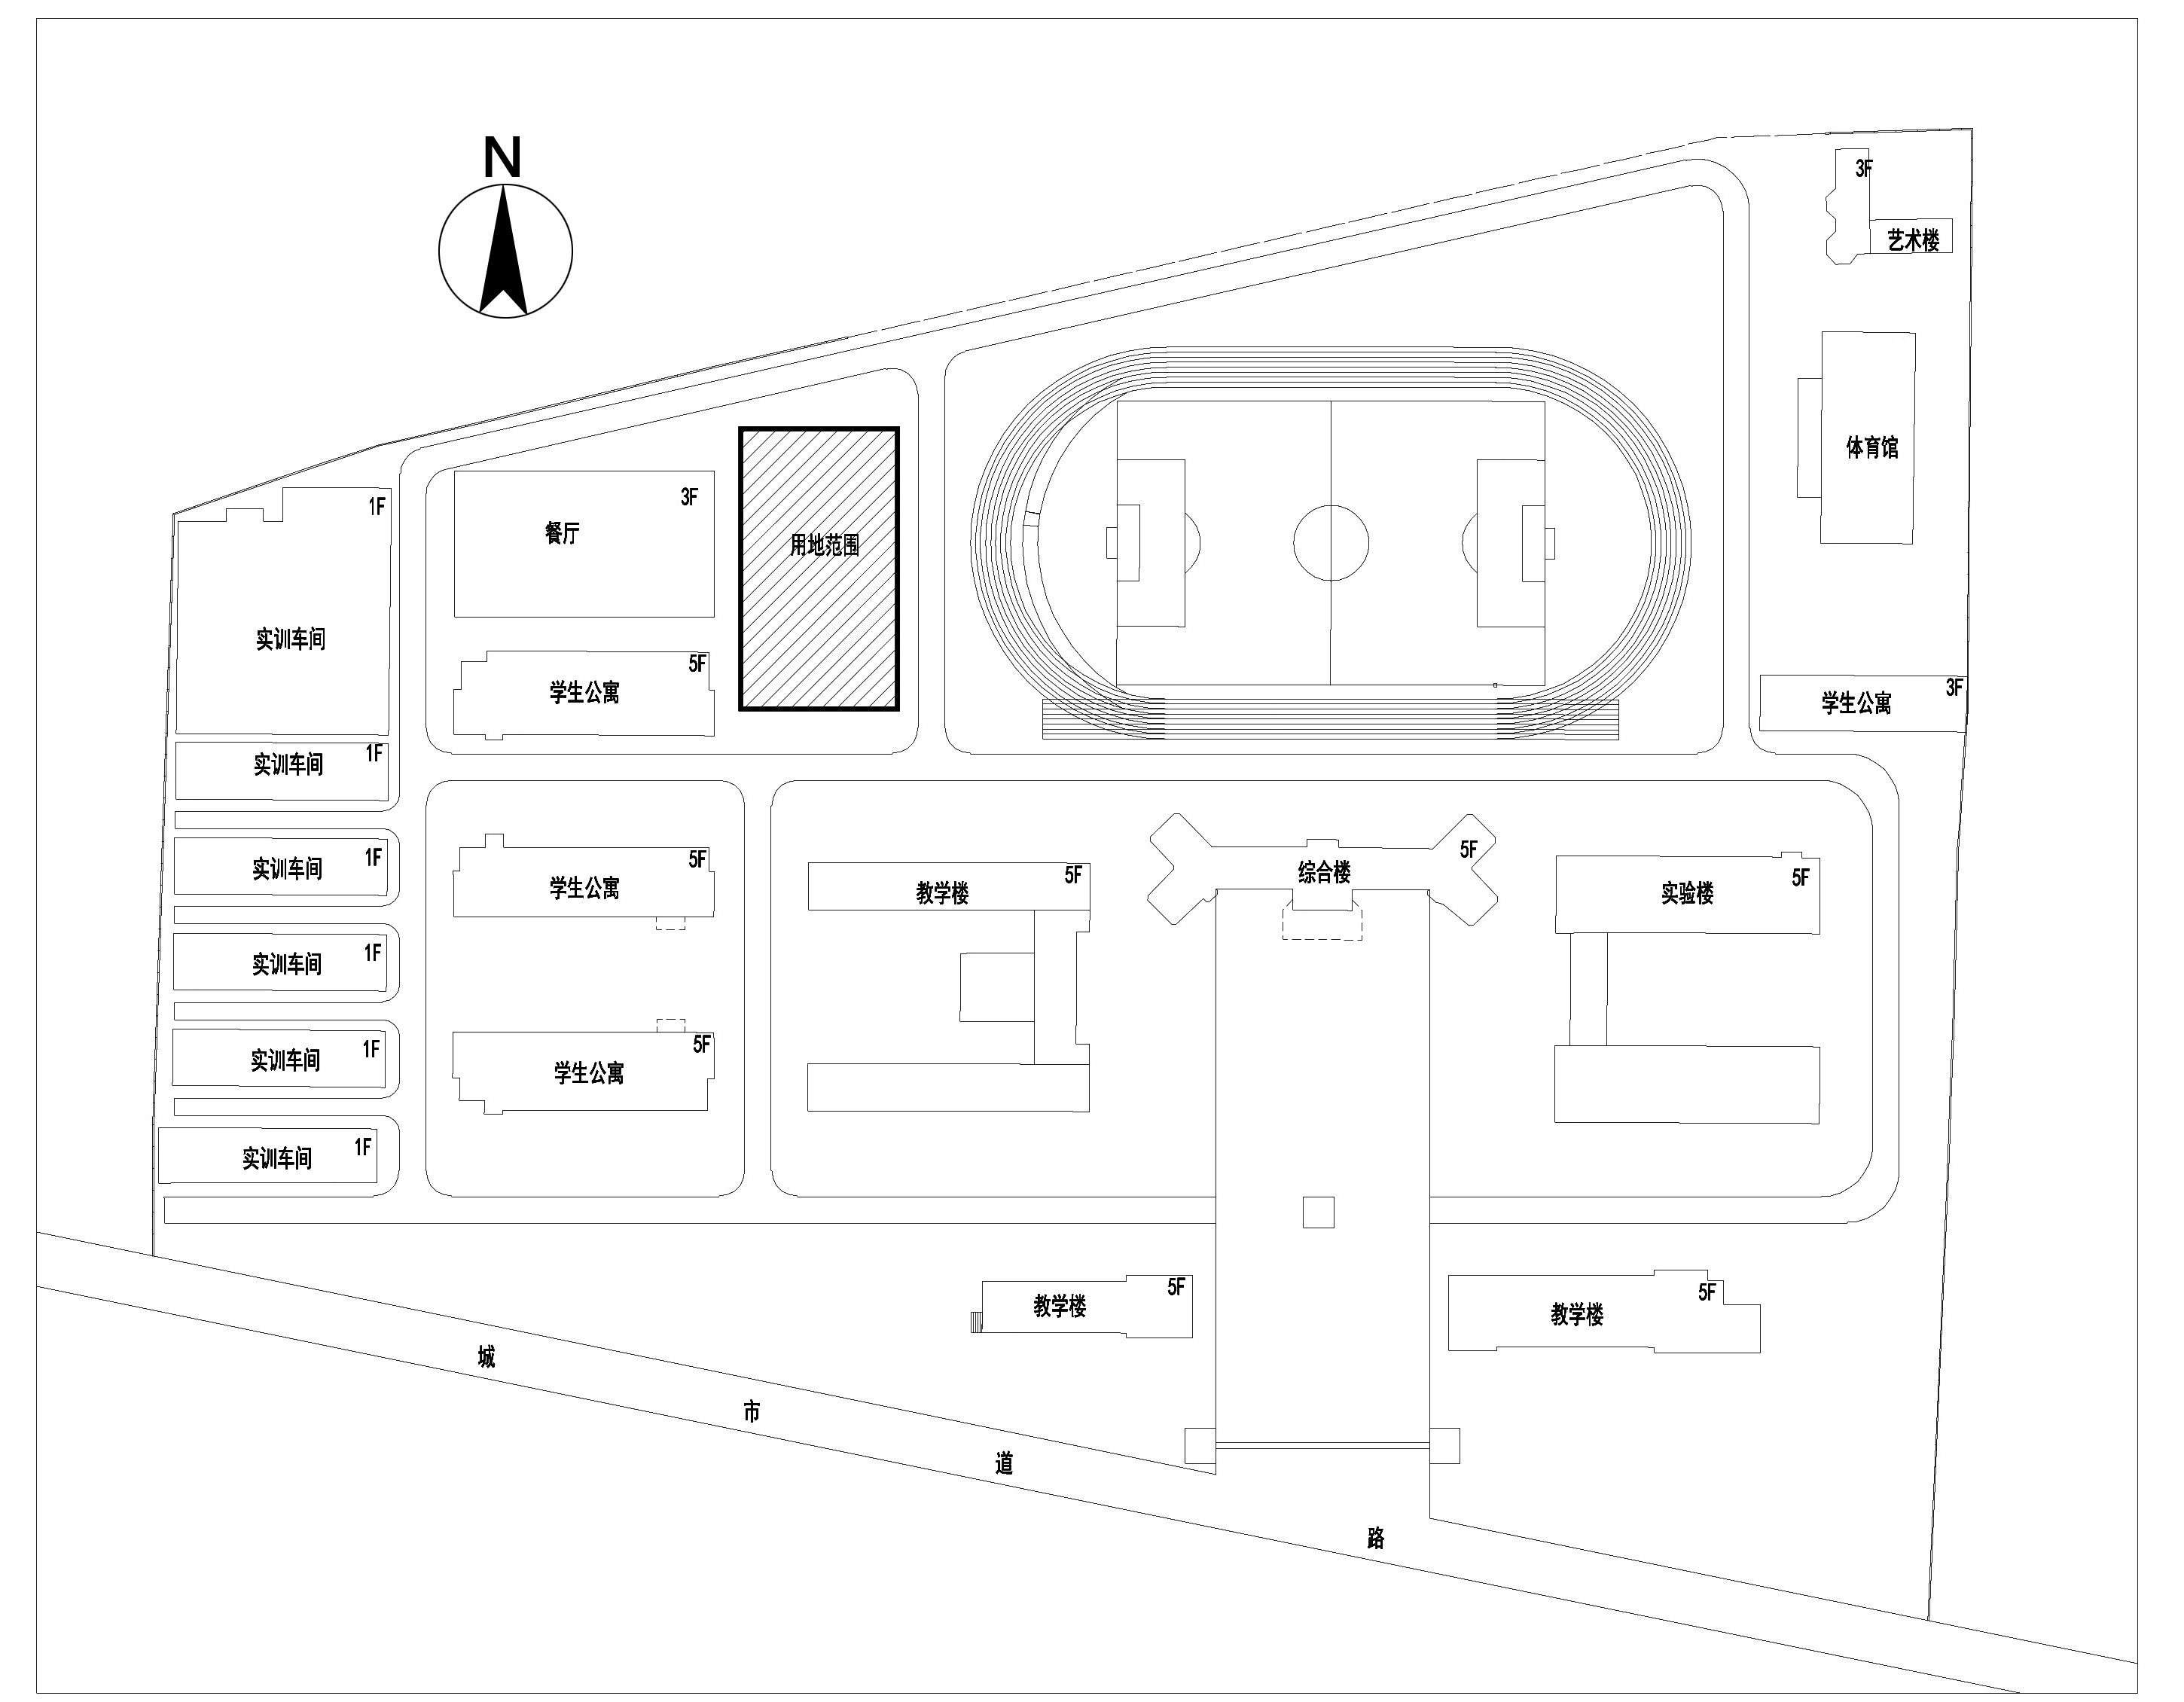 N
3F
艺术楼
体育馆
1F
3F
餐厅
用地范围
实训车间
5F
学生公寓
3F
学生公寓
1F
实训车间
5F
综合楼
1F
实训车间
5F
学生公寓
5F
教学楼
5F
实验楼
1F
实训车间
1F
实训车间
5F
学生公寓
1F
实训车间
5F
教学楼
5F
教学楼
城
市
道
路